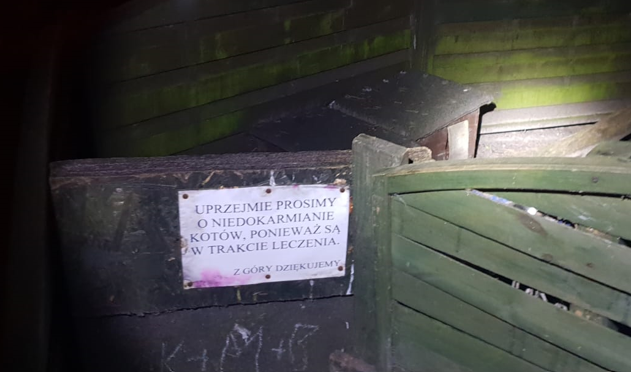 UPRZEJMIE PROSIMY
O NIEDOKARMIANIE
KOTÓW, PONIEWAŻ SĄ
W TRAKCIE LECZENIA.
Z GÓRY DZIĘKUJEMY